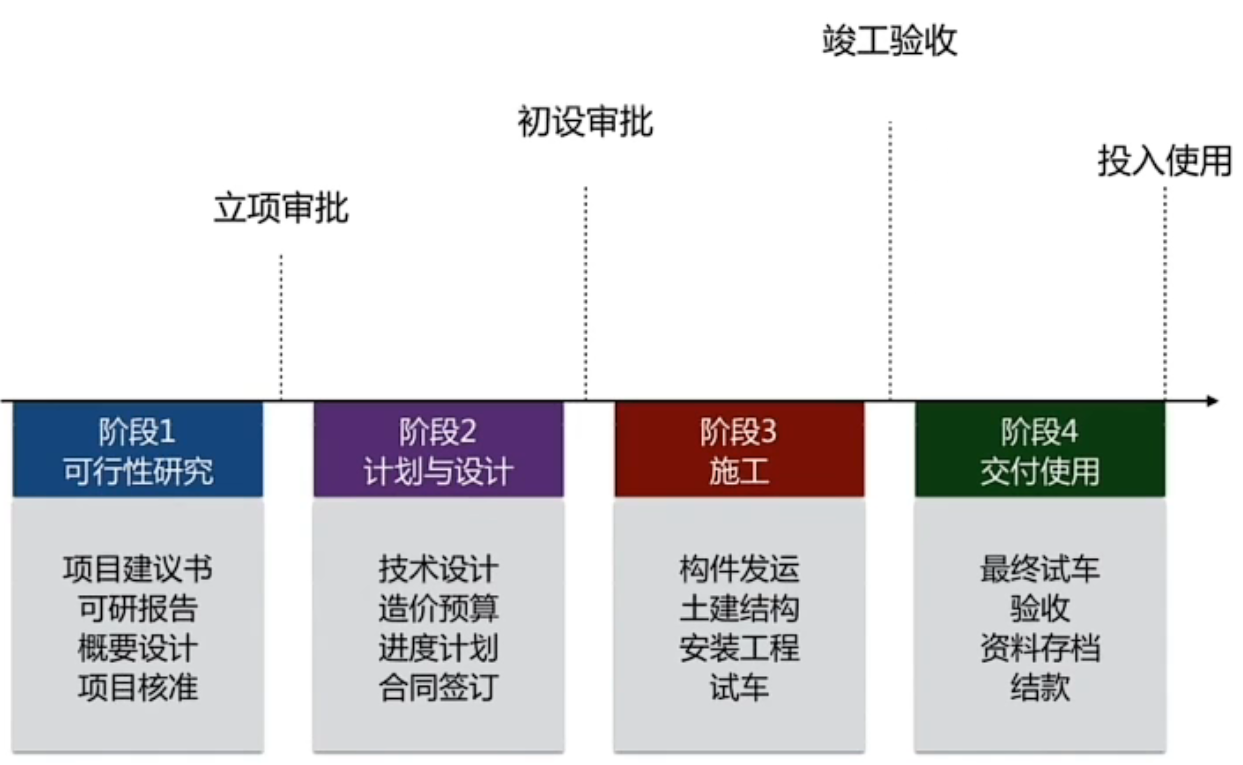 竣工验收
初设审批
投入使用
立项审批
阶段1
可行性研究
项目建议书
可研报告
概要设计
项目核准
阶段2
计划与设计
技术设计
造价预算
进度计划
合同签订
阶段3
施工
构件发运
土建结构
安装工程
试车
阶段4
交付使用
最终试车
验收
资料存档
结款